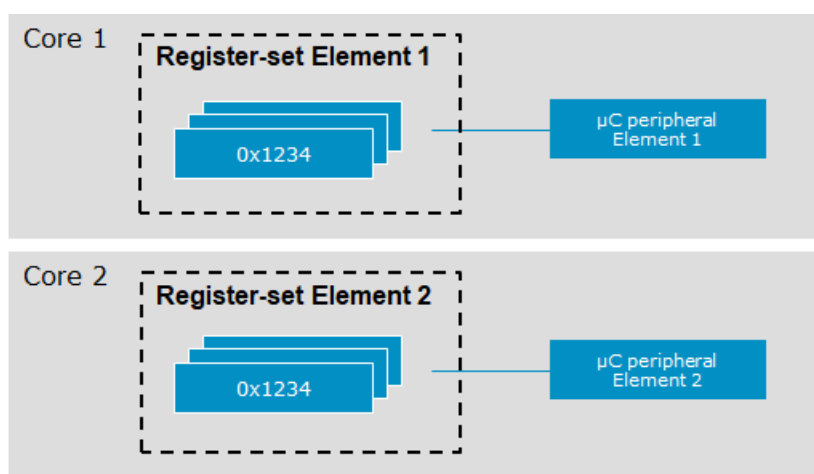 Core 1
Register-set Element 1
0x1234
µC peripheral
Element 1
Core 2
Register-set Element 2
0x1234
µC peripheral
Element 2